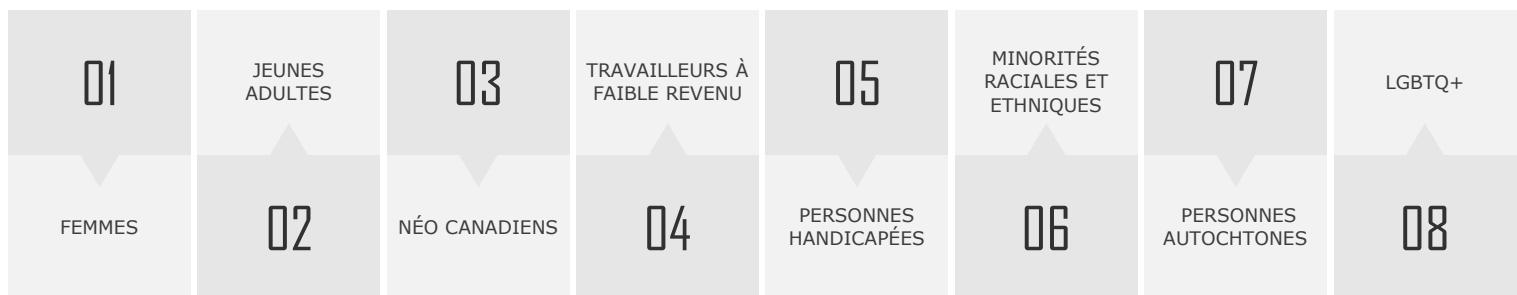 01
FEMMES
JEUNES
ADULTES
02
03
NÉO CANADIENS
TRAVAILLEURS À
FAIBLE REVENU
04
05
PERSONNES
HANDICAPÉES
MINORITÉS
RACIALES ET
ETHNIQUES
06
07
PERSONNES
AUTOCHTONES
LGBTQ+
08